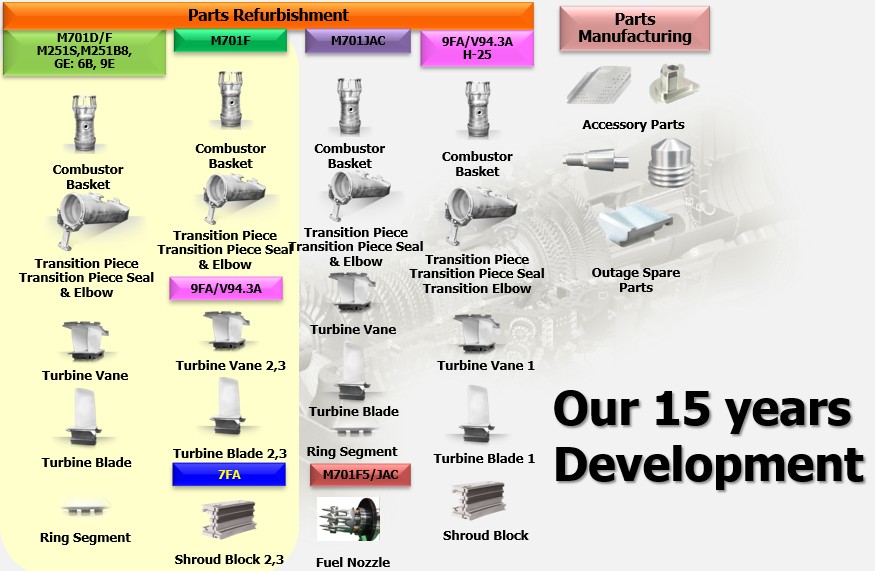 Parts Refurbishment
Parts
Manufacturing
M701D/F
M251S,M251B8,
GE: 6B, 9E
Combustor
Basket
Transition Piece
Transition Piece Seal
& Elbow
Turbine Vane
Turbine Blade
Ring Segment
M701F
Combustor
Basket
Transition Piece
Transition Piece Seal
& Elbow
9FA/V94.3A
Turbine Vane 2,3
Turbine Blade 2,3
7FA
Shroud Block 2,3
M701JAC
Combustor
Basket
Transition Piece
Transition Piece Seal
& Elbow
Turbine Vane
Turbine Blade
Ring Segment
M701F5/JAC
Fuel Nozzle
9FA/V94.3A
H-25
Combustor
Basket
Transition Piece
Transition Piece Seal
Transition Elbow
Turbine Vane 1
Turbine Blade 1
Shroud Block
Accessory Parts
Outage Spare
Parts
Our 15 years
Development